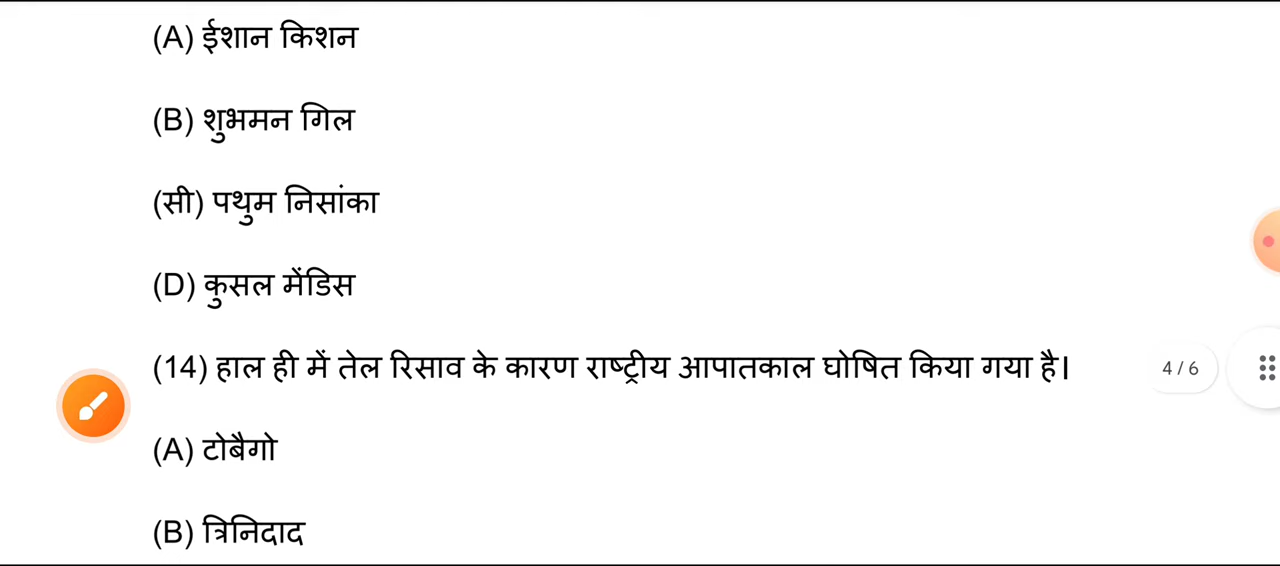 (A) ईशान किशन
(B) शुभमन गिल
(सी) पथुम निसांका
(D) कुसल मेंडिस
(14) हाल ही में तेल रिसाव के कारण राष्ट्रीय आपातकाल घोषित किया गया है।
4 / 6
(A) टोबैगो
(B) त्रिनिदाद